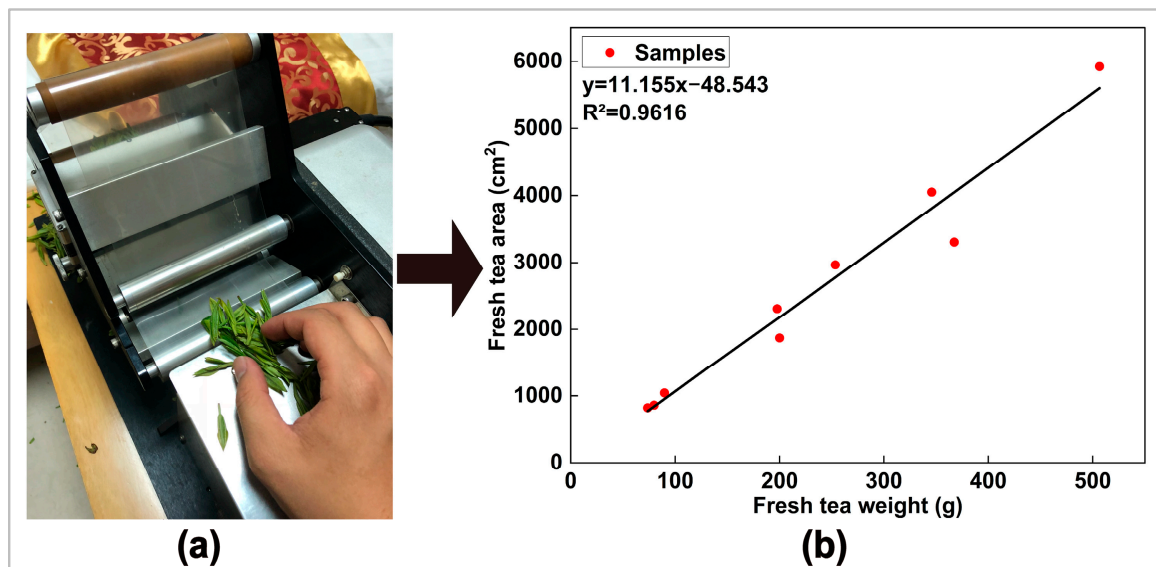 Samples
y=11.155x−48.543
R²=0.9616
Fresh tea area (cm²)
6000
5000
4000
3000
2000
1000
0
0 100 200 300 400 500
Fresh tea weight (g)
(a) (b)